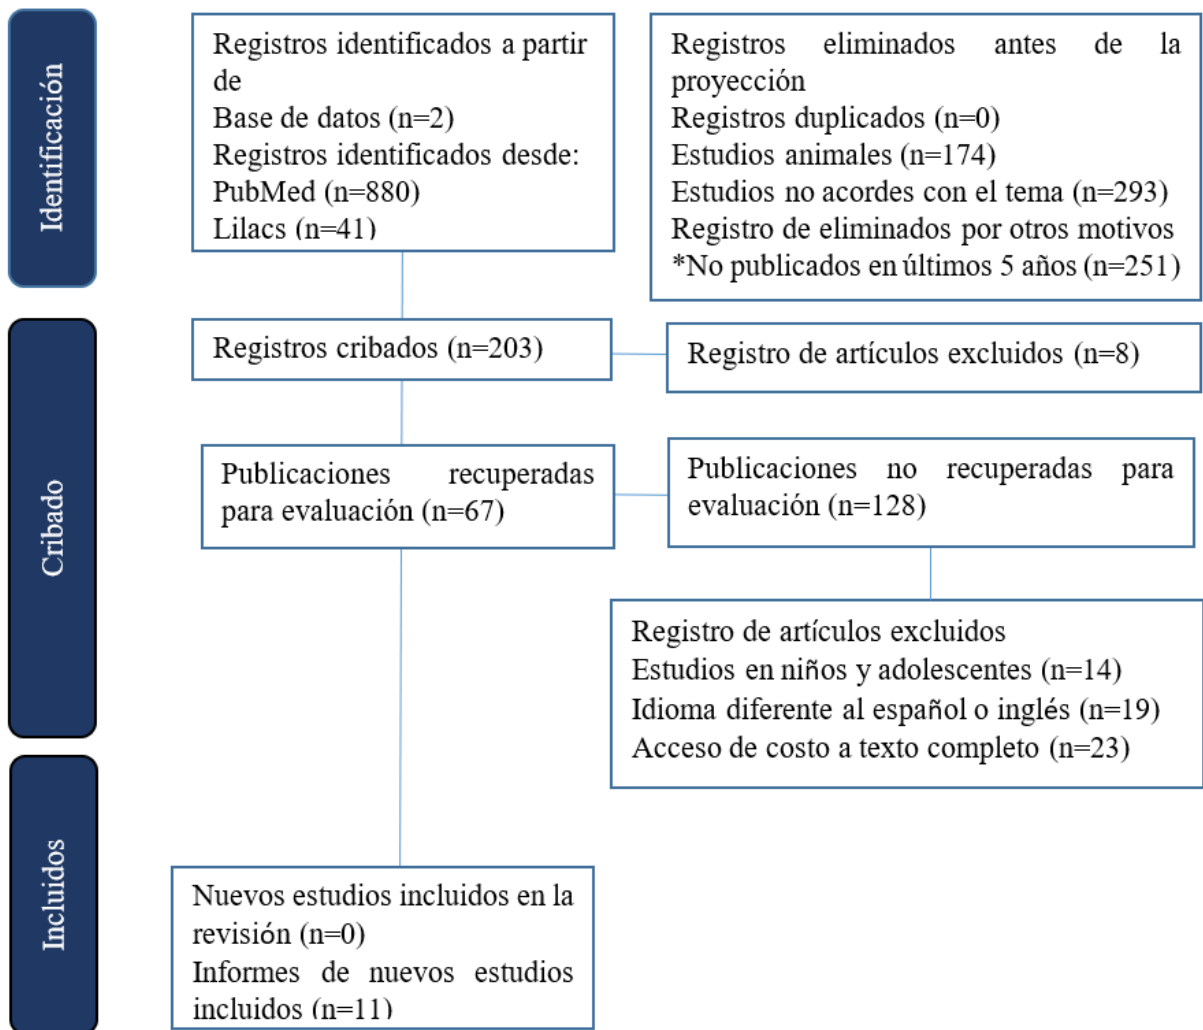 Identificación
Registros identificados a partir
de
Base de datos (n=2)
Registros identificados desde:
PubMed (n=880)
Lilacs (n=41)
Registros eliminados antes de la
proyección
Registros duplicados (n=0)
Estudios animales (n=174)
Estudios no acordes con el tema (n=293)
Registro de eliminados por otros motivos
*No publicados en últimos 5 años (n=251)
Cribado
Registros cribados (n=203)
Registro de artículos excluidos (n=8)
Publicaciones recuperadas
para evaluación (n=67)
Publicaciones no recuperadas para
evaluación (n=128)
Registro de artículos excluidos
Estudios en niños y adolescentes (n=14)
Idioma diferente al español o inglés (n=19)
Acceso de costo a texto completo (n=23)
Incluidos
Nuevos estudios incluidos en la
revisión (n=0)
Informes de nuevos estudios
incluidos (n=11)